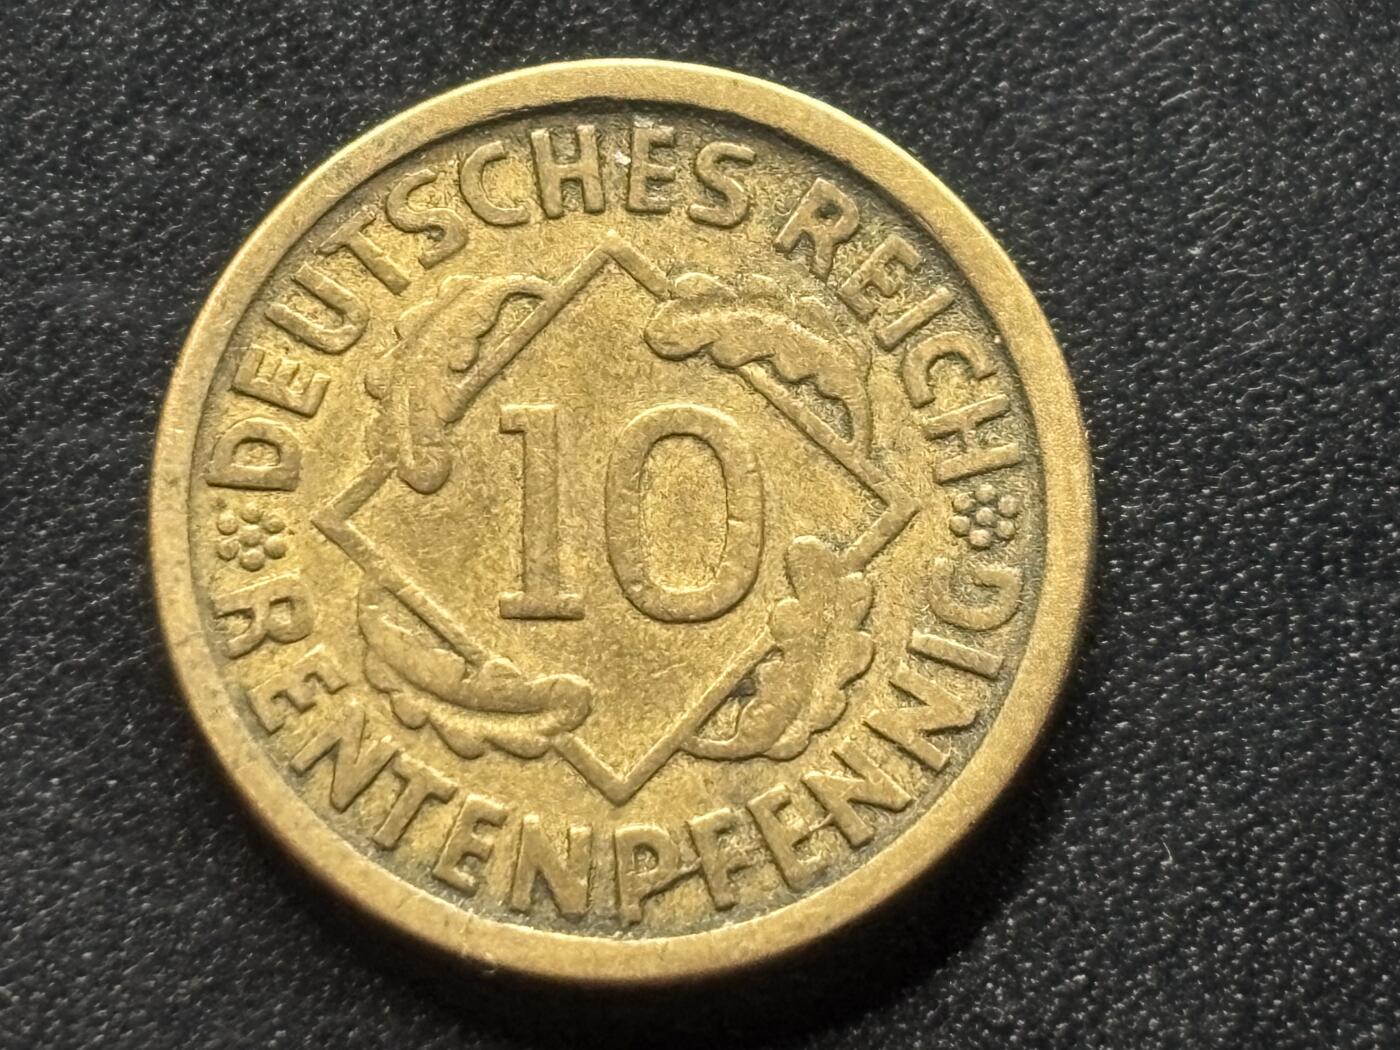 DEUTSCHES REICH
10
RENTENPFENNIG